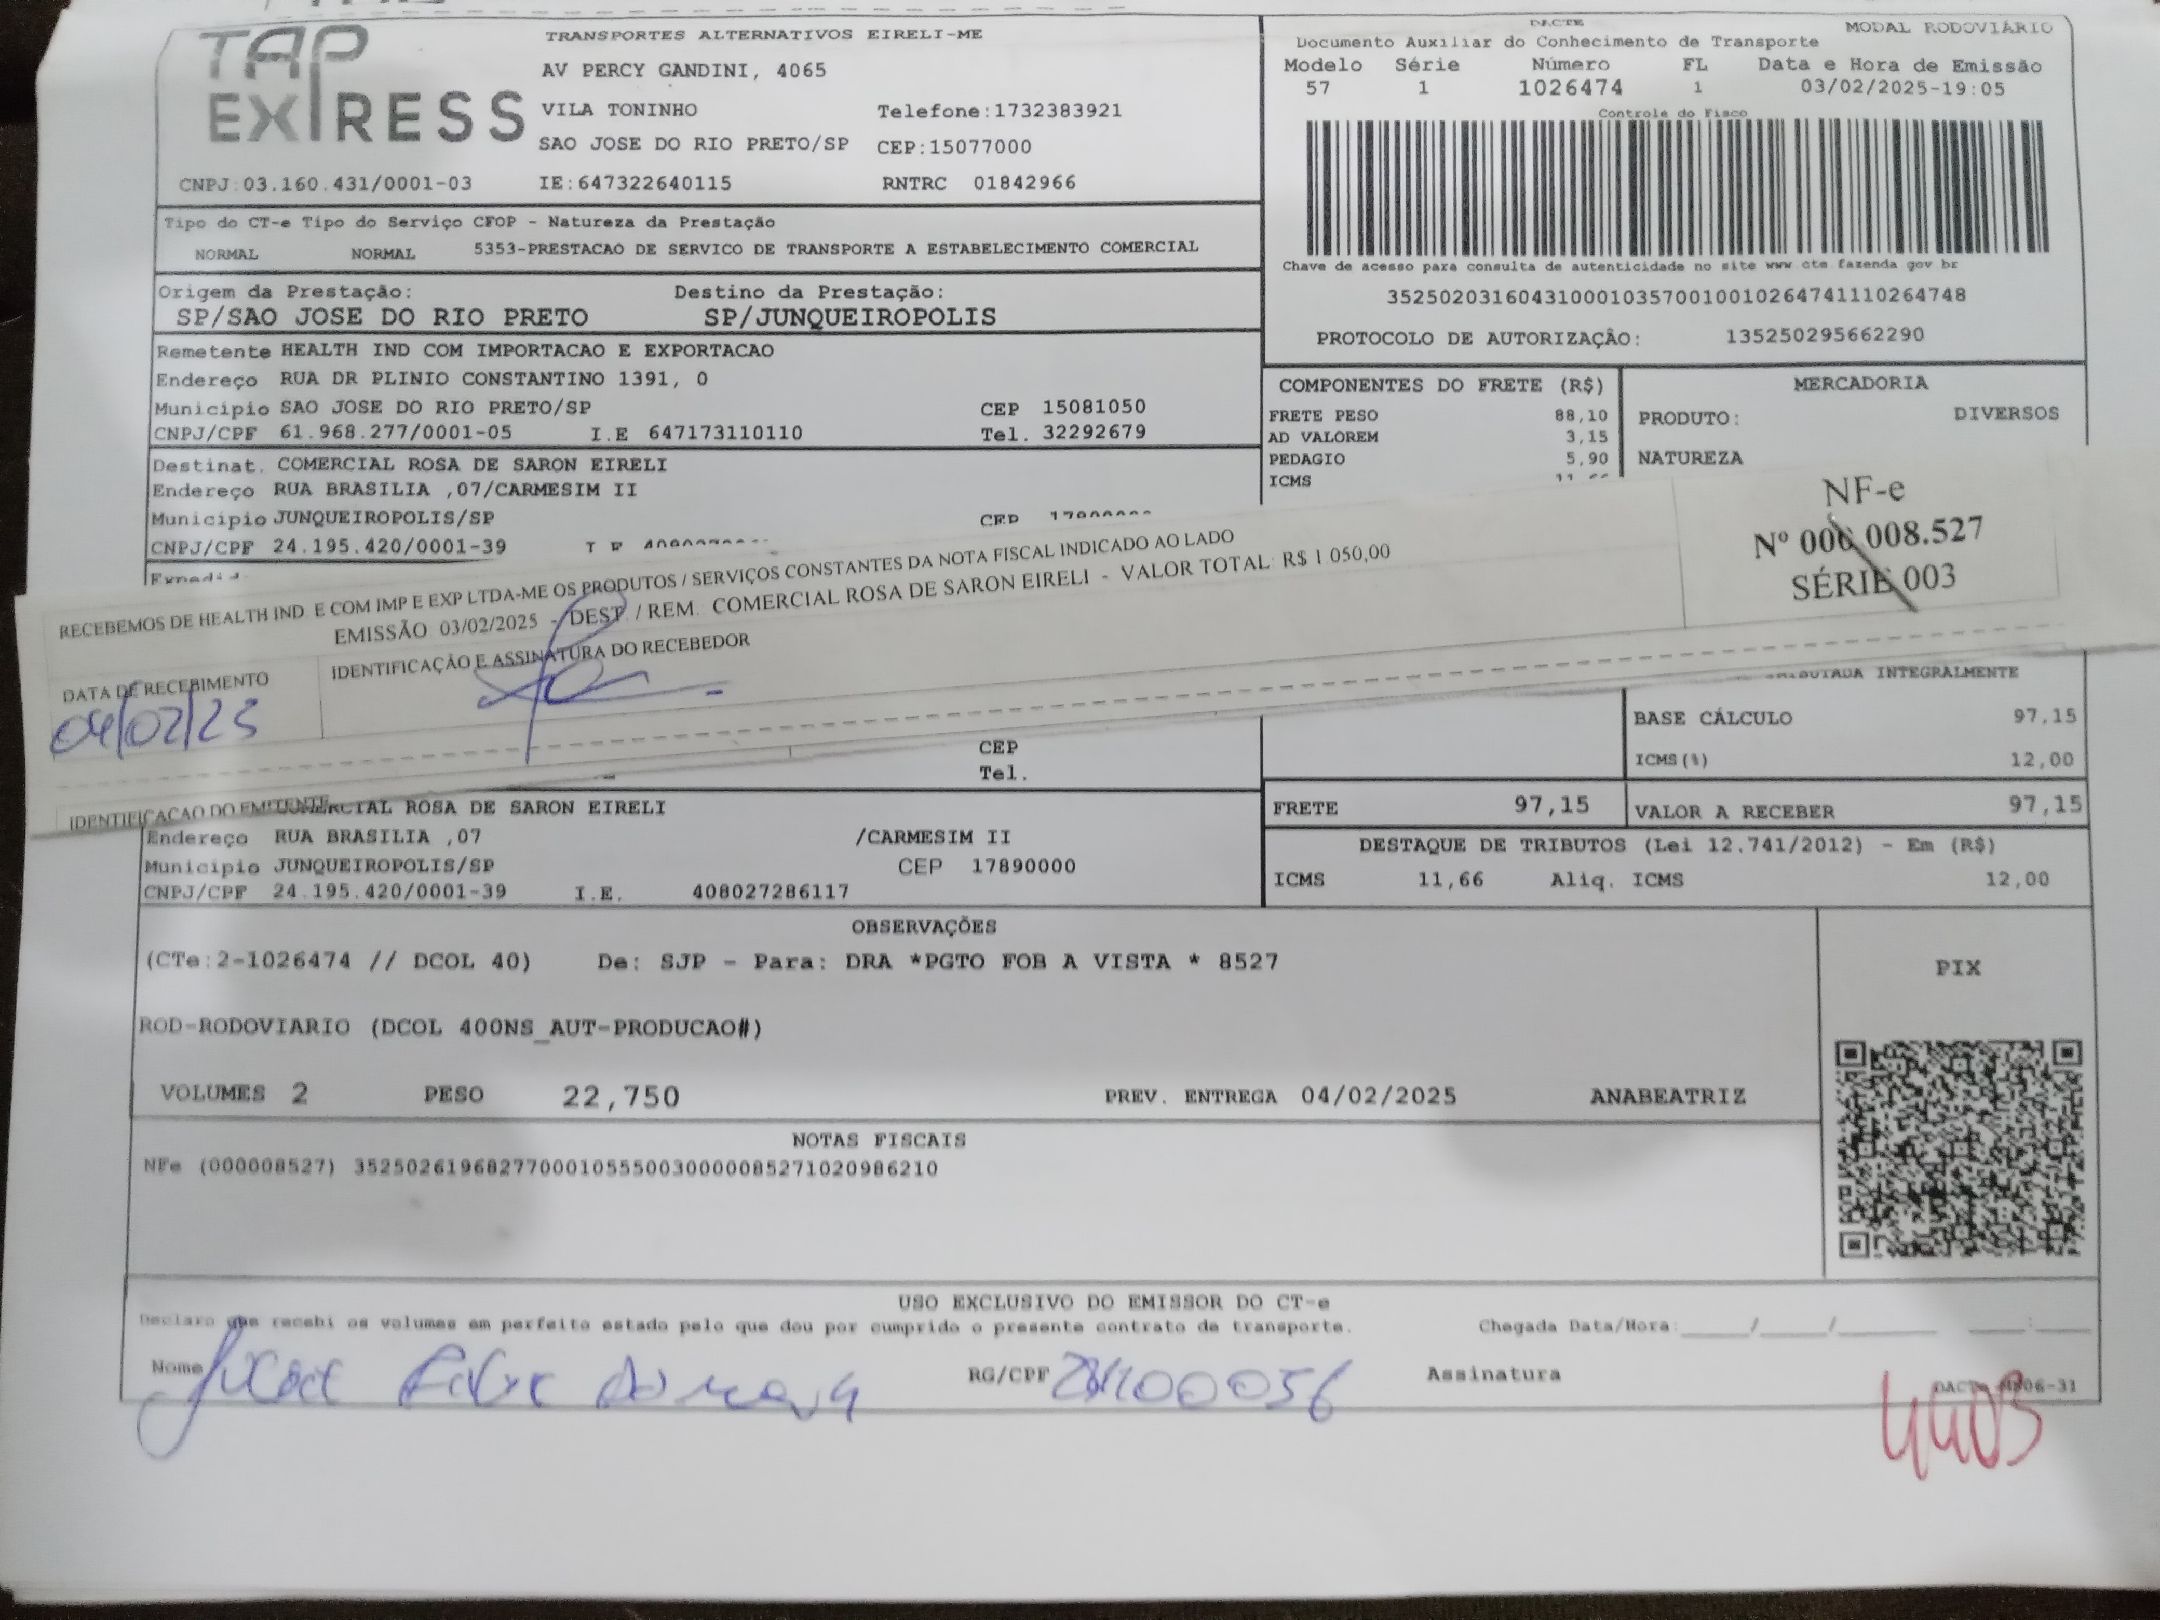 TAP EXPRESS
TRANSPORTES ALTERNATIVOS EIRELI-ME
AV PERCY GANDINI, 4065
VILA TONINHO Telefone:1732383921
SAO JOSE DO RIO PRETO/SP CEP:15077000
CNPJ:03.160.431/0001-03 IE:647322640115 RNTRC 01842966
DACTE MODAL RODOVIÁRIO
Documento Auxiliar do Conhecimento de Transporte
Modelo Série Número FL Data e Hora de Emissão
57 1 1026474 1 03/02/2025-19:05
Controle do Fisco
Chave de acesso para consulta de autenticidade no site www cte fazenda gov br
35250203160431000103570010010264741110264748
PROTOCOLO DE AUTORIZAÇÃO: 135250295662290
Tipo do CT-e Tipo do Serviço CFOP - Natureza da Prestação
NORMAL NORMAL 5353-PRESTACAO DE SERVICO DE TRANSPORTE A ESTABELECIMENTO COMERCIAL
Origem da Prestação: Destino da Prestação:
SP/SAO JOSE DO RIO PRETO SP/JUNQUEIROPOLIS
Remetente HEALTH IND COM IMPORTACAO E EXPORTACAO
Endereço RUA DR PLINIO CONSTANTINO 1391, 0
Município SAO JOSE DO RIO PRETO/SP CEP 15081050
CNPJ/CPF 61.968.277/0001-05 I.E 647173110110 Tel. 32292679
Destinat. COMERCIAL ROSA DE SARON EIRELI
Endereço RUA BRASILIA ,07/CARMESIM II
Município JUNQUEIROPOLIS/SP CEP
CNPJ/CPF 24.195.420/0001-39
COMPONENTES DO FRETE (R$)
FRETE PESO 88,10
AD VALOREM 3,15
PEDAGIO 5,90
ICMS
MERCADORIA
PRODUTO: DIVERSOS
NATUREZA
RECEBEMOS DE HEALTH IND E COM IMP E EXP LTDA-ME OS PRODUTOS / SERVIÇOS CONSTANTES DA NOTA FISCAL INDICADO AO LADO
EMISSÃO 03/02/2025 - DEST. / REM. COMERCIAL ROSA DE SARON EIRELI - VALOR TOTAL: R$ 1 050,00
NF-e
Nº 000.008.527
SÉRIE 003
DATA DE RECEBIMENTO IDENTIFICAÇÃO E ASSINATURA DO RECEBEDOR
04/02/25
IDENTIFICACAO DO EMITENTE
CEP
Tel.
INTEGRALMENTE
BASE CÁLCULO 97,15
ICMS(%) 12,00
FRETE 97,15 VALOR A RECEBER 97,15
DESTAQUE DE TRIBUTOS (Lei 12.741/2012) - Em (R$)
ICMS 11,66 Aliq. ICMS 12,00
ROSA DE SARON EIRELI
Endereço RUA BRASILIA ,07 /CARMESIM II
Município JUNQUEIROPOLIS/SP CEP 17890000
CNPJ/CPF 24.195.420/0001-39 I.E. 408027286117
OBSERVAÇÕES
(CTe:2-1026474 // DCOL 40) De: SJP - Para: DRA *PGTO FOB A VISTA * 8527
ROD-RODOVIARIO (DCOL 400NS_AUT-PRODUCAO#)
VOLUMES 2 PESO 22,750 PREV. ENTREGA 04/02/2025 ANABEATRIZ
PIX
NOTAS FISCAIS
NFe (000008527) 35250261968277000105550030000085271020986210
USO EXCLUSIVO DO EMISSOR DO CT-e
Declaro que recebi os volumes em perfeito estado pelo que dou por cumprido o presente contrato de transporte. Chegada Data/Hora:____/____/______ ____:____
Nome RG/CPF Assinatura